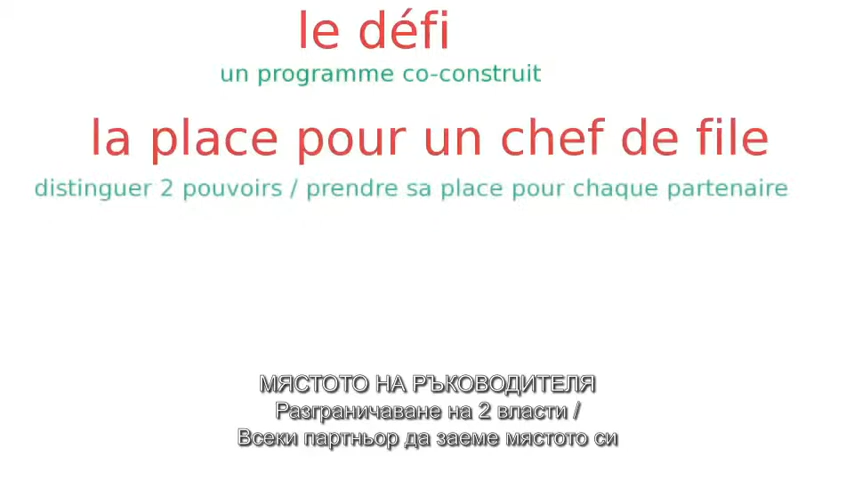 le défi
un programme co-construit
la place pour un chef de file
distinguer 2 pouvoirs / prendre sa place pour chaque partenaire
МЯСТОТО НА РЪКОВОДИТЕЛЯ
Разграничаване на 2 власти /
Всеки партньор да заеме мястото си